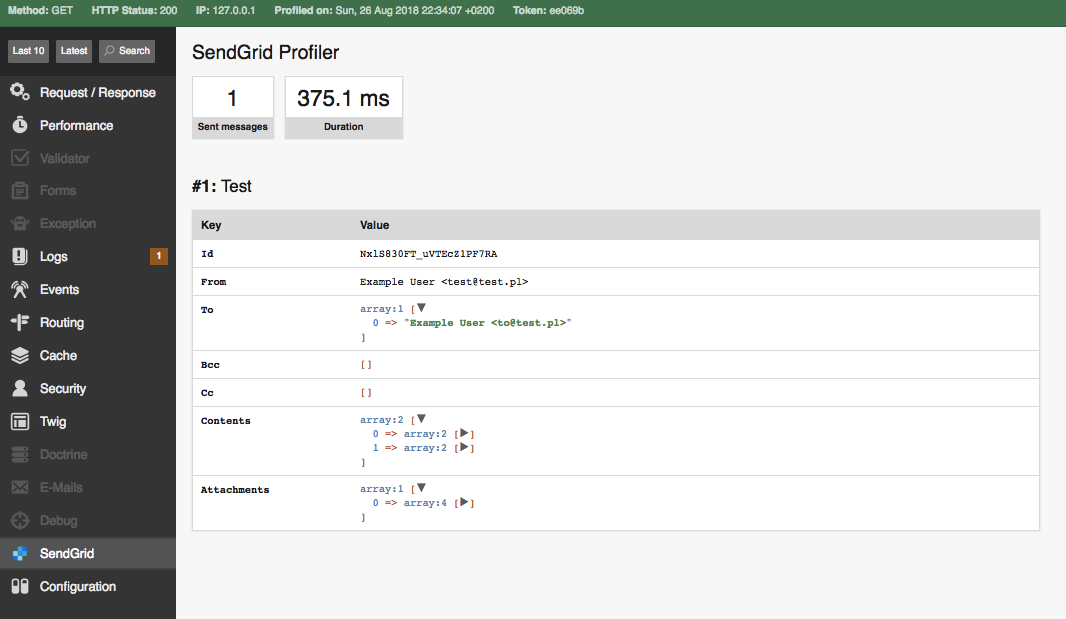 Method: GET HTTP Status: 200 IP: 127.0.0.1 Profiled on: Sun, 26 Aug 2018 22:34:07 +0200 Token: ee069b
Last 10 Latest Search
Request / Response
Performance
Validator
Forms
Exception
Logs 1
Events
Routing
Cache
Security
Twig
Doctrine
E-Mails
Debug
SendGrid
Configuration
SendGrid Profiler
1 375.1 ms
Sent messages Duration
#1: Test
Key Value
Id NxlS830FT_uVTEcZ1PF7RA
From Example User <test@test.pl>
To array:1 [▼
0 => "Example User <to@test.pl>"
]
Bcc []
Cc []
Contents array:2 [▼
0 => array:2 [▶]
1 => array:2 [▶]
]
Attachments array:1 [▼
0 => array:4 [▶]
]